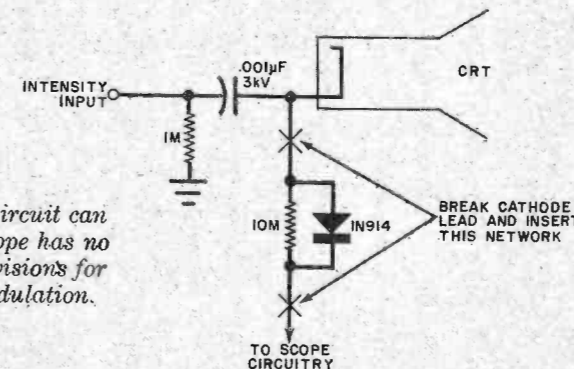 INTENSITY
INPUT
.001µF
3kV
CRT
1M
10M
1N914
BREAK CATHODE
LEAD AND INSERT
THIS NETWORK
TO SCOPE
CIRCUITRY
ircuit can
ope has no
visions for
dulation.